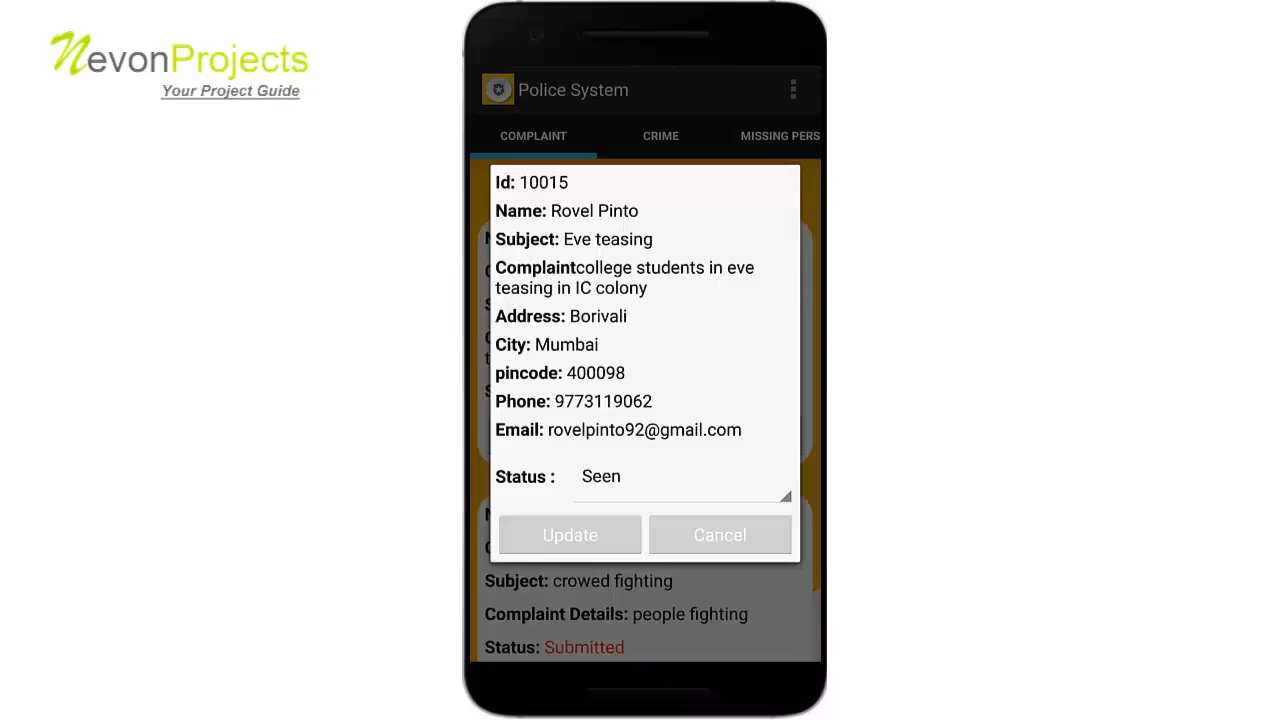 NevonProjects
Your Project Guide
Police System
COMPLAINT CRIME MISSING PERS
Id: 10015
Name: Rovel Pinto
Subject: Eve teasing
Complaintcollege students in eve
teasing in IC colony
Address: Borivali
City: Mumbai
pincode: 400098
Phone: 9773119062
Email: rovelpinto92@gmail.com
Status : Seen
Update Cancel
Subject: crowed fighting
Complaint Details: people fighting
Status: Submitted